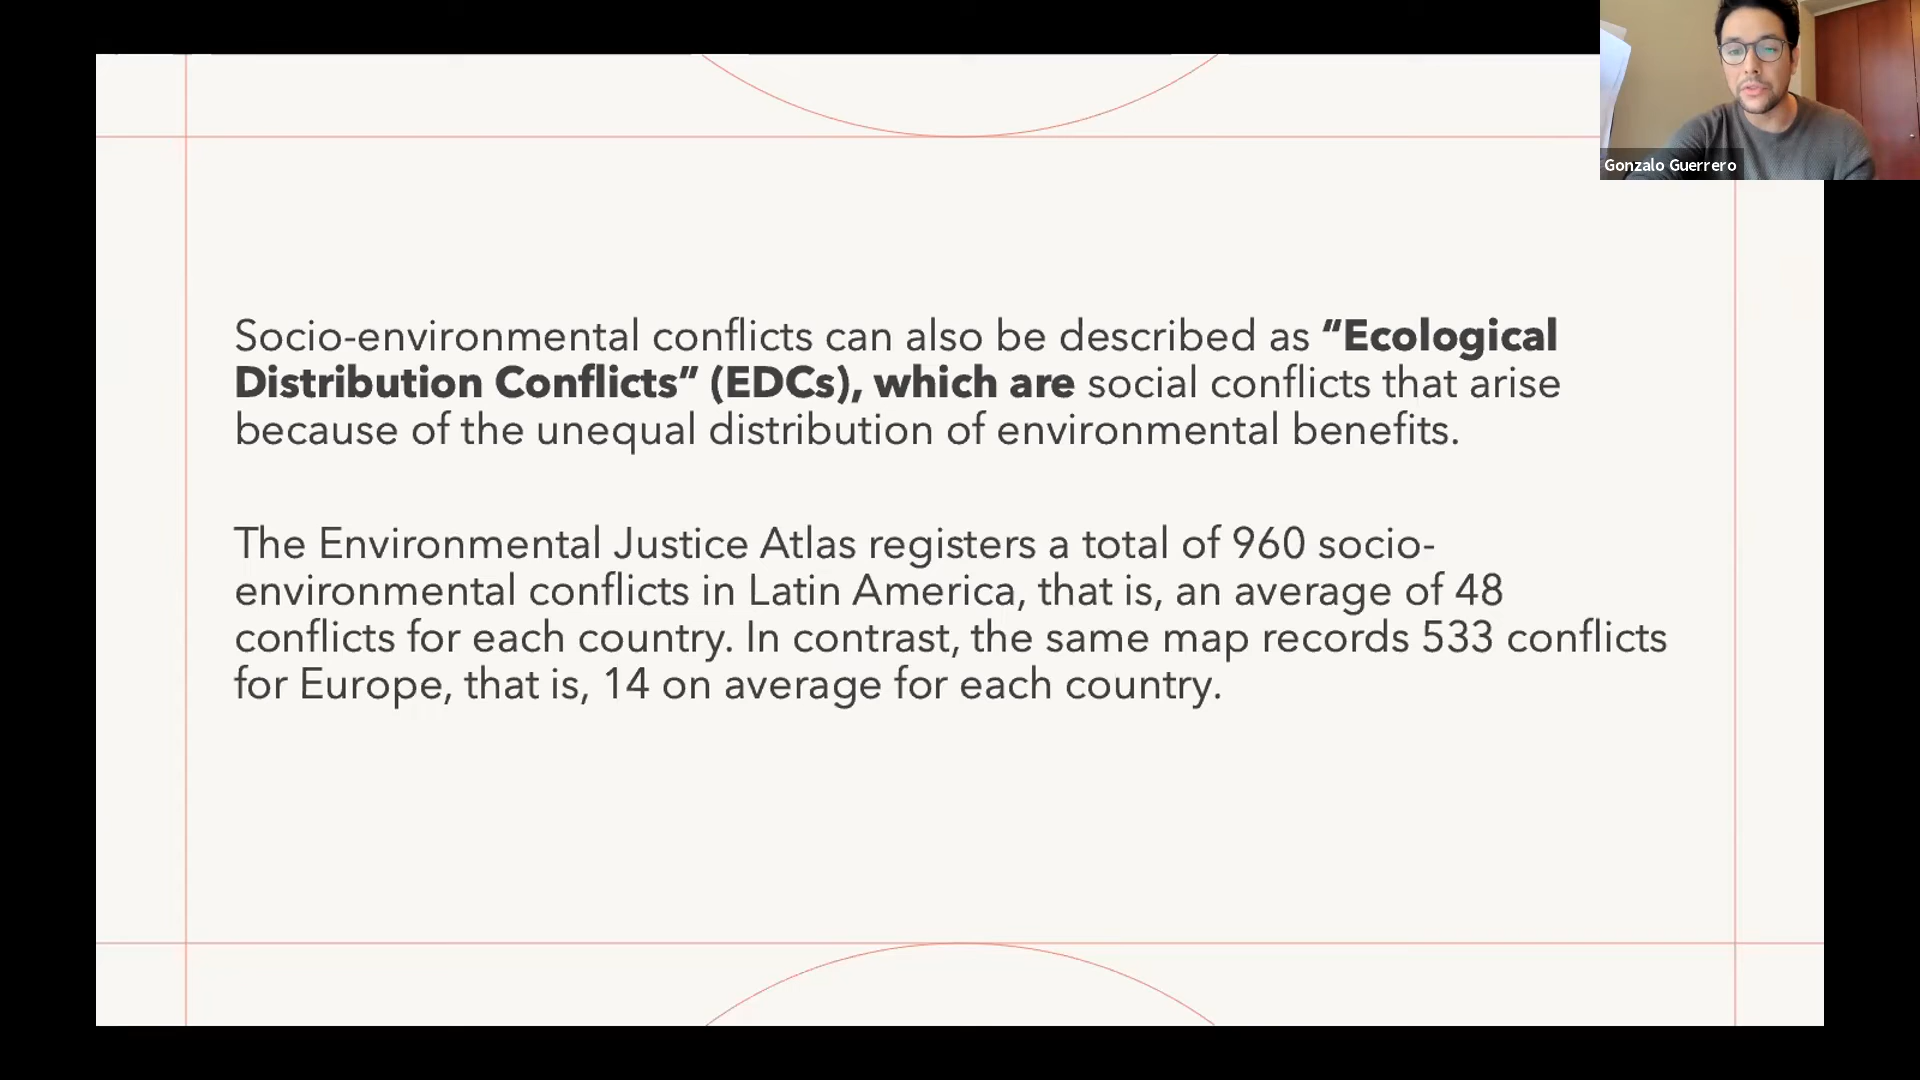 Gonzalo Guerrero
Socio-environmental conflicts can also be described as “Ecological
Distribution Conflicts” (EDCs), which are social conflicts that arise
because of the unequal distribution of environmental benefits.
The Environmental Justice Atlas registers a total of 960 socio-
environmental conflicts in Latin America, that is, an average of 48
conflicts for each country. In contrast, the same map records 533 conflicts
for Europe, that is, 14 on average for each country.